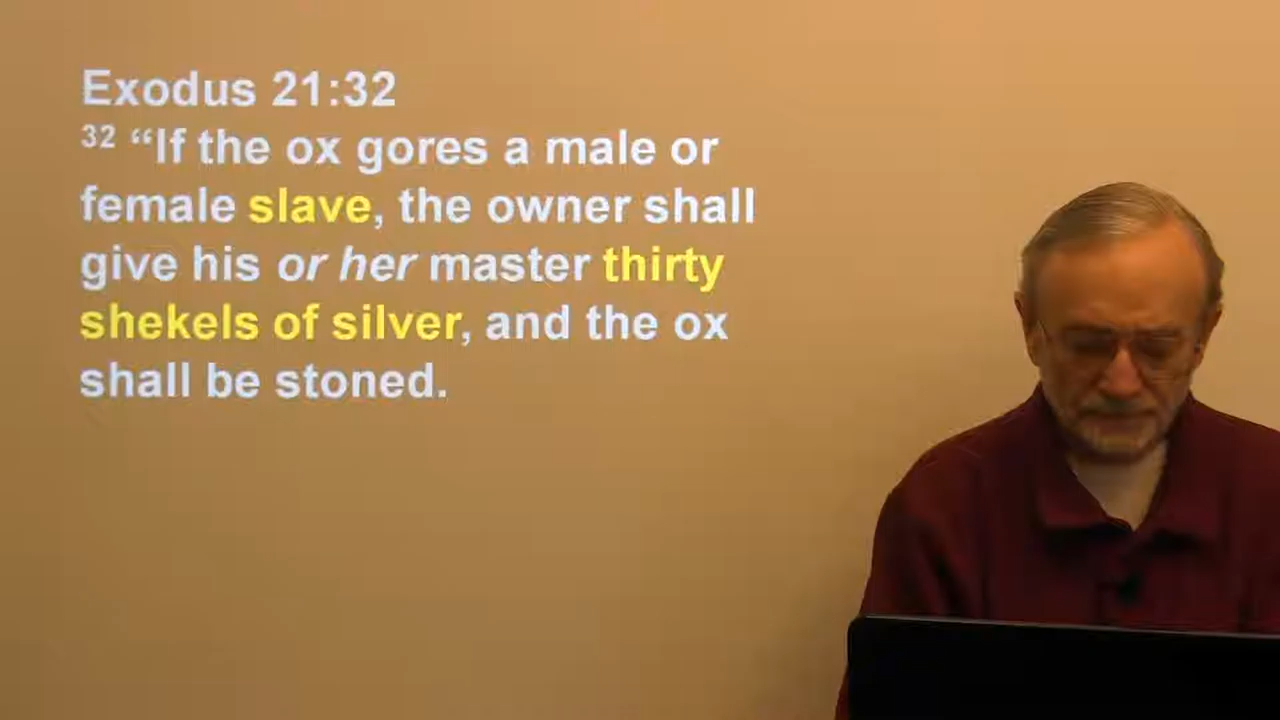 Exodus 21:32
32 “If the ox gores a male or
female slave, the owner shall
give his or her master thirty
shekels of silver, and the ox
shall be stoned.